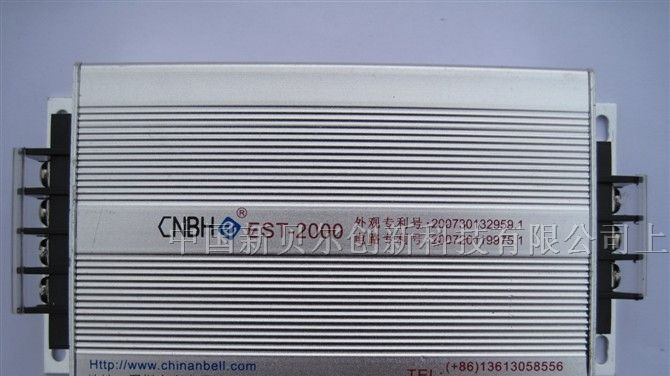 CNBH ® EST-2000 外观专利号:200730132959.1
中国新贝尔创新科技有限公司上
Http://www.chinanbell.com
TEL: (+86)13613058556